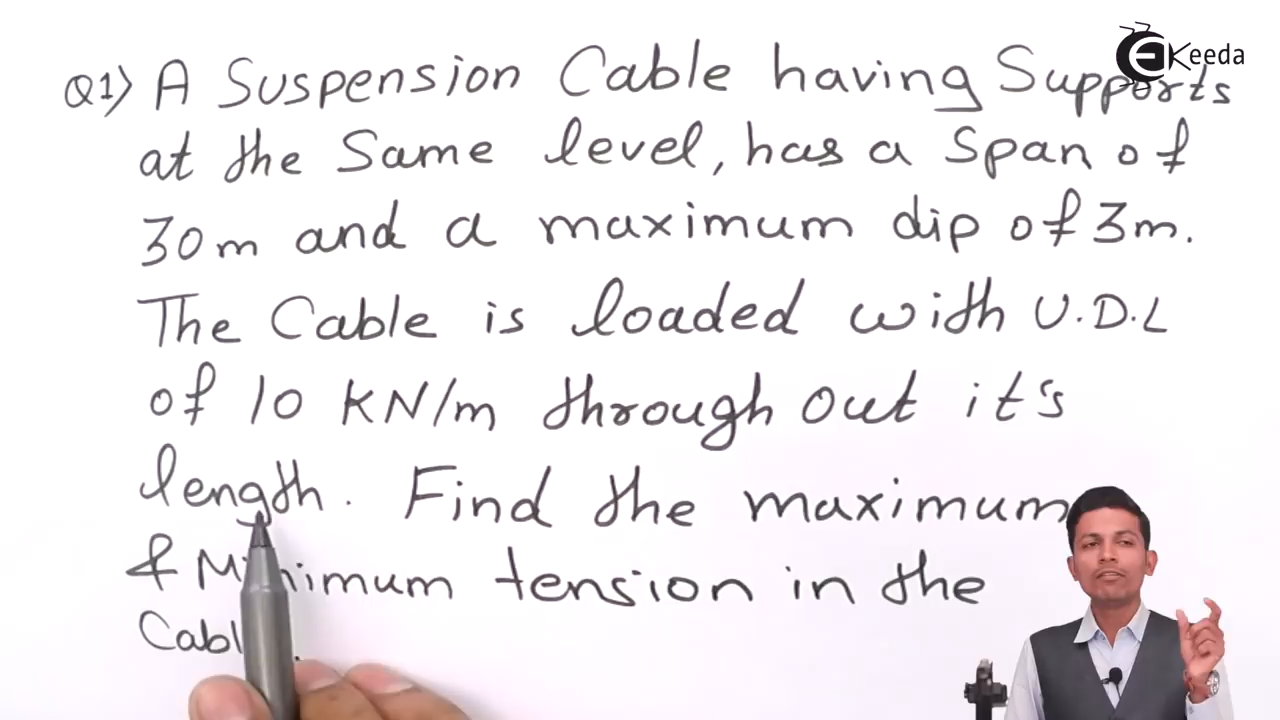 Q1) A Suspension Cable having Supports
at the Same level, has a Span of
30m and a maximum dip of 3m.
The Cable is loaded with U.D.L
of 10 KN/m through out it's
length. Find the maximum
& Minimum tension in the
EKeeda